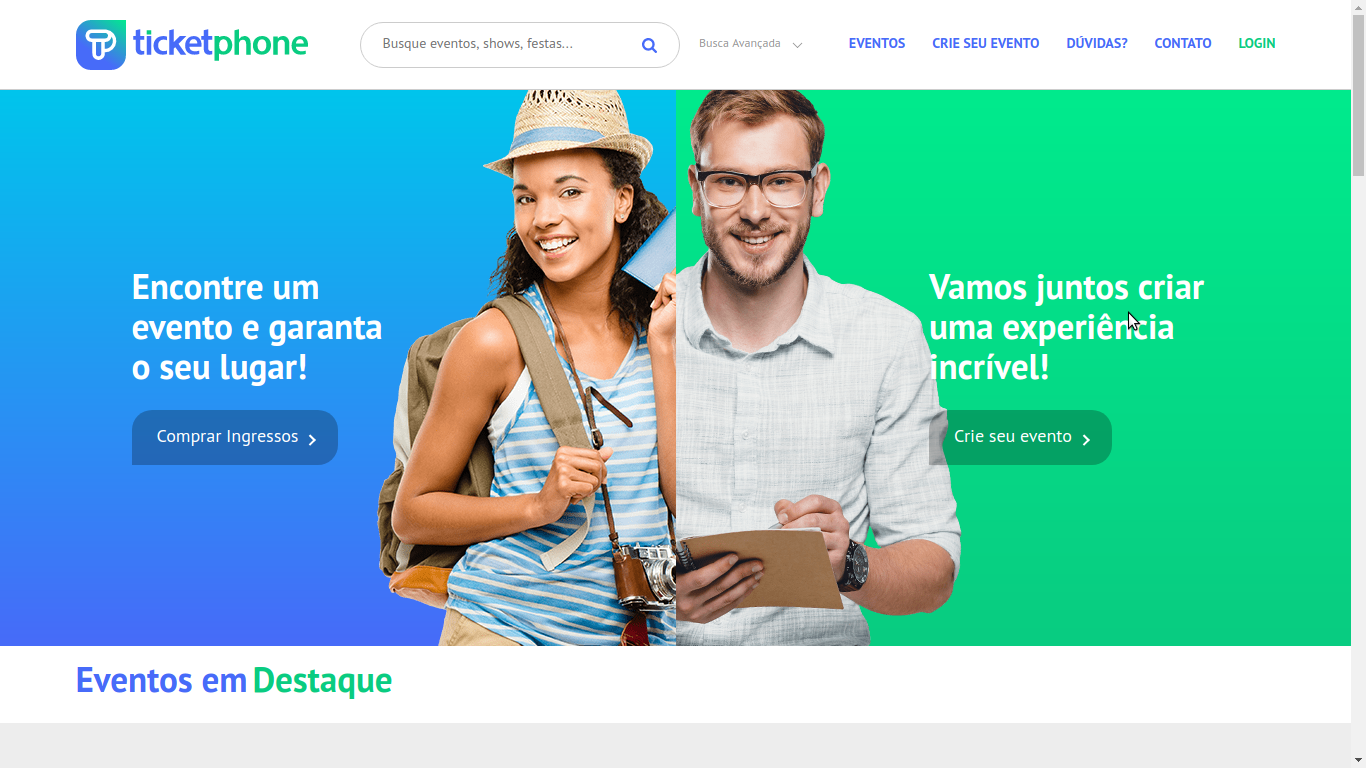 ticketphone
Busque eventos, shows, festas...
Busca Avançada
EVENTOS
CRIE SEU EVENTO
DÚVIDAS?
CONTATO
LOGIN
Encontre um
evento e garanta
o seu lugar!
Comprar Ingressos
Vamos juntos criar
uma experiência
incrível!
Crie seu evento
Eventos em Destaque